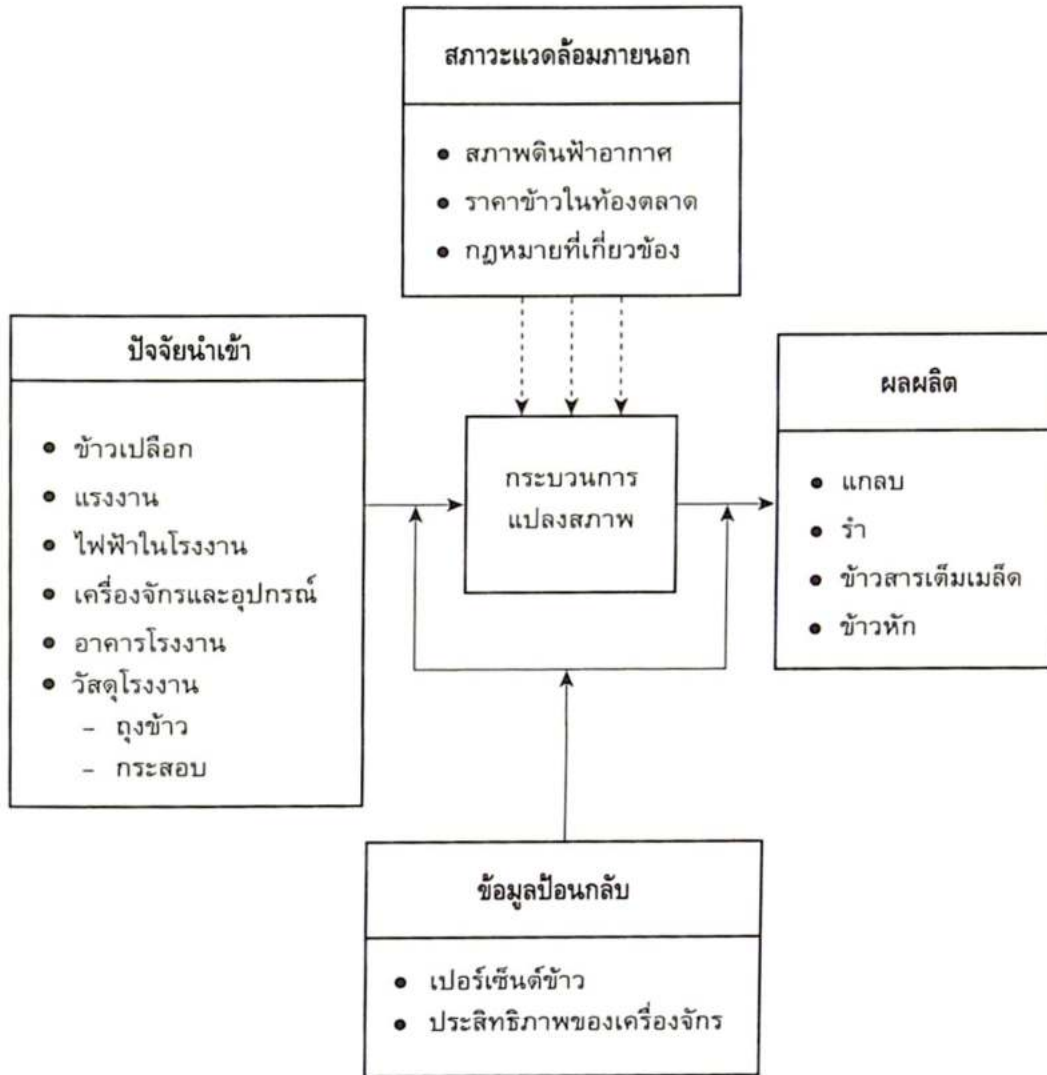 สภาวะแวดล้อมภายนอก
● สภาพดินฟ้าอากาศ
● ราคาข้าวในท้องตลาด
● กฎหมายที่เกี่ยวข้อง
ปัจจัยนำเข้า
● ข้าวเปลือก
● แรงงาน
● ไฟฟ้าในโรงงาน
● เครื่องจักรและอุปกรณ์
● อาคารโรงงาน
● วัสดุโรงงาน
– ถุงข้าว
– กระสอบ
กระบวนการ
แปลงสภาพ
ผลผลิต
● แกลบ
● รำ
● ข้าวสารเต็มเมล็ด
● ข้าวหัก
ข้อมูลป้อนกลับ
● เปอร์เซ็นต์ข้าว
● ประสิทธิภาพของเครื่องจักร